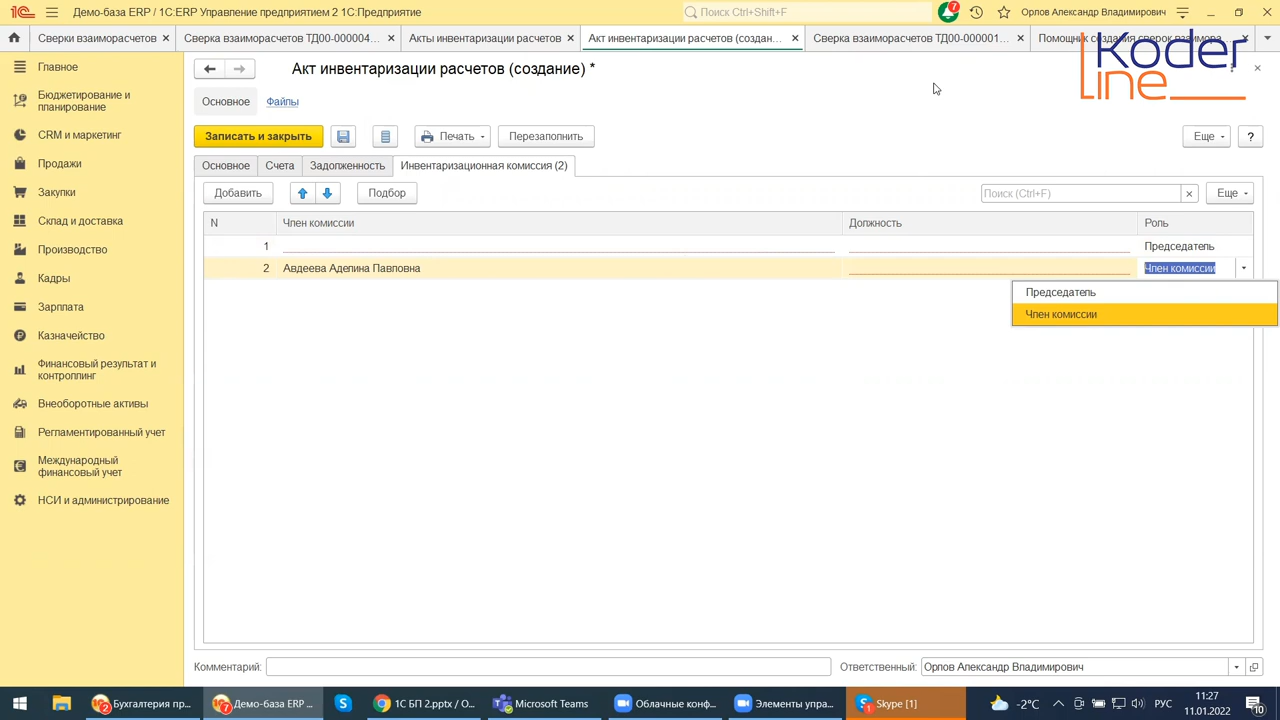 Демо-база ERP / 1С:ERP Управление предприятием 2 1С:Предприятие
Поиск Ctrl+Shift+F
7
Орлов Александр Владимирович
Сверки взаиморасчетов
Сверка взаиморасчетов ТД00-000004...
Акты инвентаризации расчетов
Акт инвентаризации расчетов (создан...
Сверка взаиморасчетов ТД00-000001...
Помощник создания сверок взаимора...
Koder
line
Главное
Бюджетирование и
планирование
CRM и маркетинг
Продажи
Закупки
Склад и доставка
Производство
Кадры
Зарплата
Казначейство
Финансовый результат и
контроллинг
Внеоборотные активы
Регламентированный учет
Международный
финансовый учет
НСИ и администрирование
Акт инвентаризации расчетов (создание) *
Основное Файлы
Записать и закрыть Печать Перезаполнить Еще ?
Основное Счета Задолженность Инвентаризационная комиссия (2)
Добавить Подбор Поиск (Ctrl+F) × Еще
N Член комиссии Должность Роль
1 Председатель
2 Авдеева Аделина Павловна Член комиссии
Председатель
Член комиссии
Комментарий: Ответственный: Орлов Александр Владимирович
Бухгалтерия пр...
Демо-база ERP ...
1С БП 2.pptx / О...
Microsoft Teams
Облачные конф...
Элементы управ...
Skype [1]
-2°C
РУС
11:27
11.01.2022
10